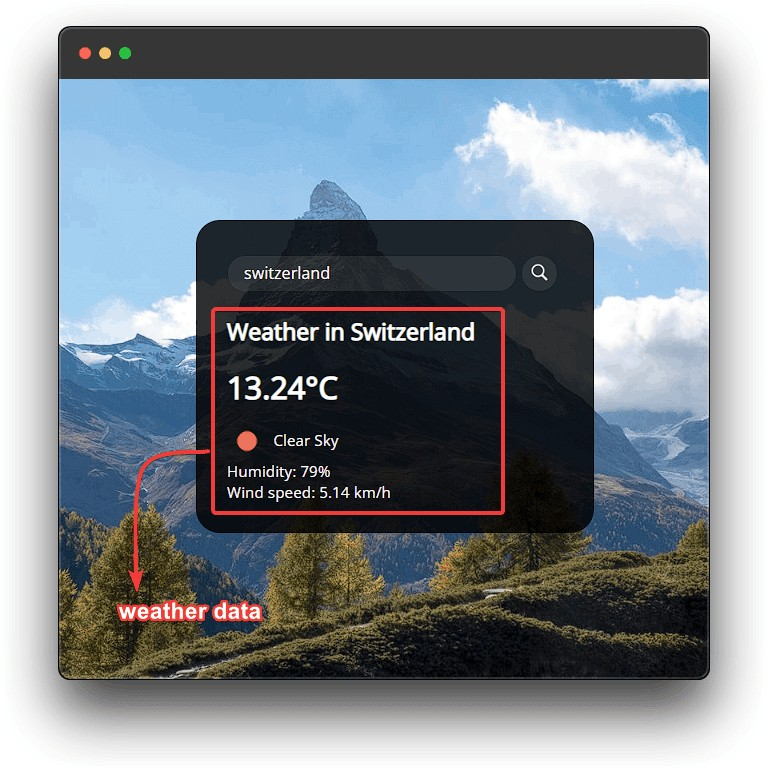 switzerland
Weather in Switzerland
13.24°C
Clear Sky
Humidity: 79%
Wind speed: 5.14 km/h
weather data